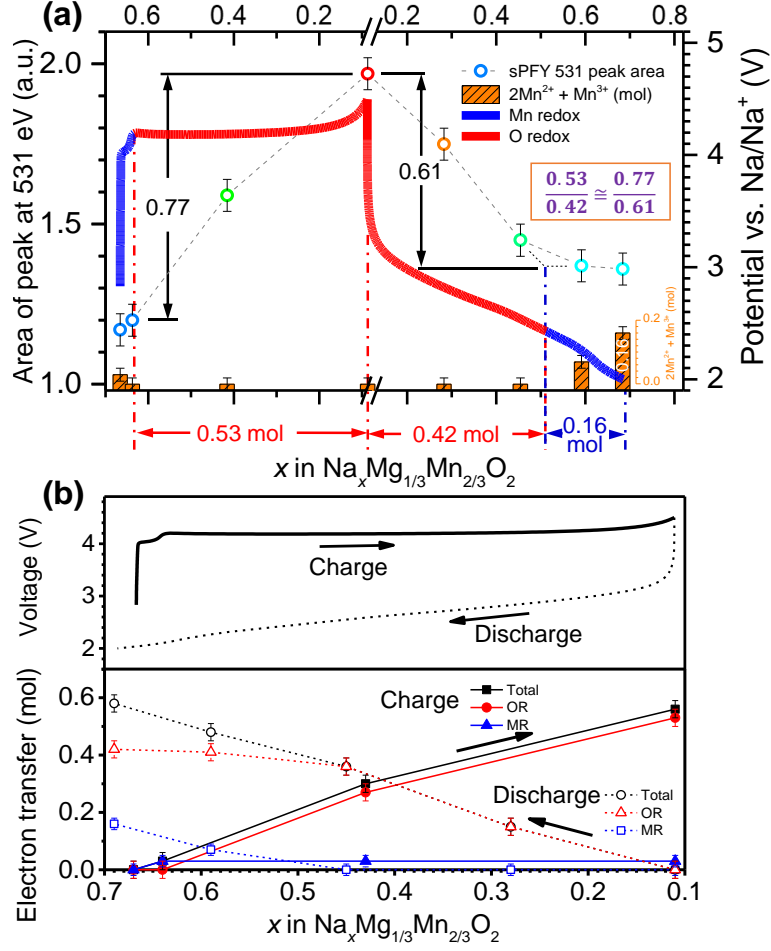 (a)
0.6 0.4 0.2 0.2 0.4 0.6 0.8
Area of peak at 531 eV (a.u.)
2.0
1.5
1.0
Potential vs. Na/Na⁺ (V)
5
4
3
2
sPFY 531 peak area
2Mn²⁺ + Mn³⁺ (mol)
Mn redox
O redox
0.77
0.61
0.53/0.42 ≅ 0.77/0.61
0.2
0.0
2Mn²⁺ + Mn³⁺ (mol)
0.16
0.53 mol
0.42 mol
0.16
mol
x in NaₓMg₁/₃Mn₂/₃O₂
(b)
Voltage (V)
4
3
2
Charge
Discharge
Electron transfer (mol)
0.6
0.4
0.2
0.0
Charge
Total
OR
MR
Discharge
Total
OR
MR
0.7 0.6 0.5 0.4 0.3 0.2 0.1
x in NaₓMg₁/₃Mn₂/₃O₂